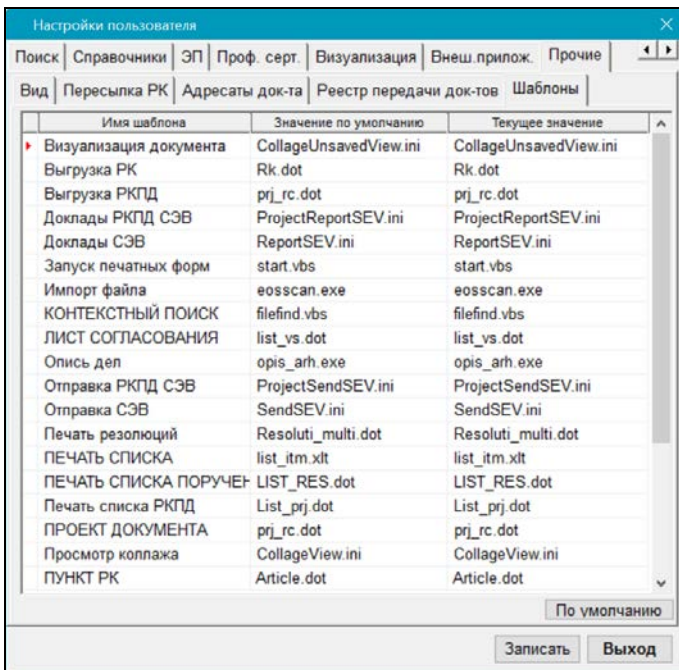 Настройки пользователя
Поиск Справочники ЭП Проф. серт. Визуализация Внеш.прилож. Прочие
Вид Пересылка РК Адресаты док-та Реестр передачи док-тов Шаблоны
Имя шаблона Значение по умолчанию Текущее значение
Визуализация документа CollageUnsavedView.ini CollageUnsavedView.ini
Выгрузка РК Rk.dot Rk.dot
Выгрузка РКПД prj_rc.dot prj_rc.dot
Доклады РКПД СЭВ ProjectReportSEV.ini ProjectReportSEV.ini
Доклады СЭВ ReportSEV.ini ReportSEV.ini
Запуск печатных форм start.vbs start.vbs
Импорт файла eosscan.exe eosscan.exe
КОНТЕКСТНЫЙ ПОИСК filefind.vbs filefind.vbs
ЛИСТ СОГЛАСОВАНИЯ list_vs.dot list_vs.dot
Опись дел opis_arh.exe opis_arh.exe
Отправка РКПД СЭВ ProjectSendSEV.ini ProjectSendSEV.ini
Отправка СЭВ SendSEV.ini SendSEV.ini
Печать резолюций Resoluti_multi.dot Resoluti_multi.dot
ПЕЧАТЬ СПИСКА list_itm.xlt list_itm.xlt
ПЕЧАТЬ СПИСКА ПОРУЧЕН LIST_RES.dot LIST_RES.dot
Печать списка РКПД List_prj.dot List_prj.dot
ПРОЕКТ ДОКУМЕНТА prj_rc.dot prj_rc.dot
Просмотр коллажа CollageView.ini CollageView.ini
ПУНКТ РК Article.dot Article.dot
По умолчанию
Записать Выход